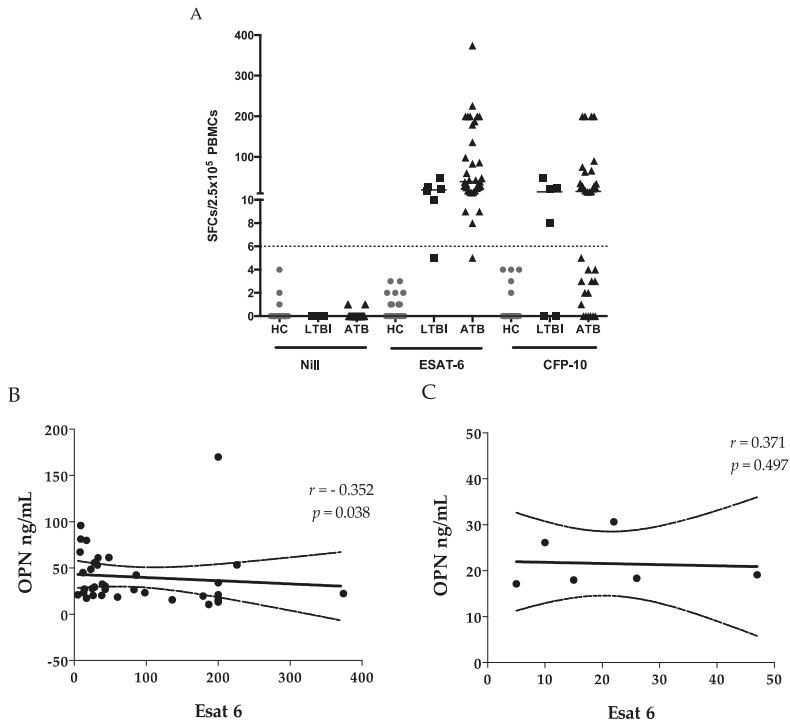 A
SFCs/2.5x10⁵ PBMCs
400
300
200
100
10
8
6
4
2
0
HC LTBI ATB HC LTBI ATB HC LTBI ATB
Nill ESAT-6 CFP-10
B
OPN ng/mL
200
150
100
50
0
-50
r = - 0.352
p = 0.038
0 100 200 300 400
Esat 6
C
OPN ng/mL
50
40
30
20
10
0
r = 0.371
p = 0.497
0 10 20 30 40 50
Esat 6